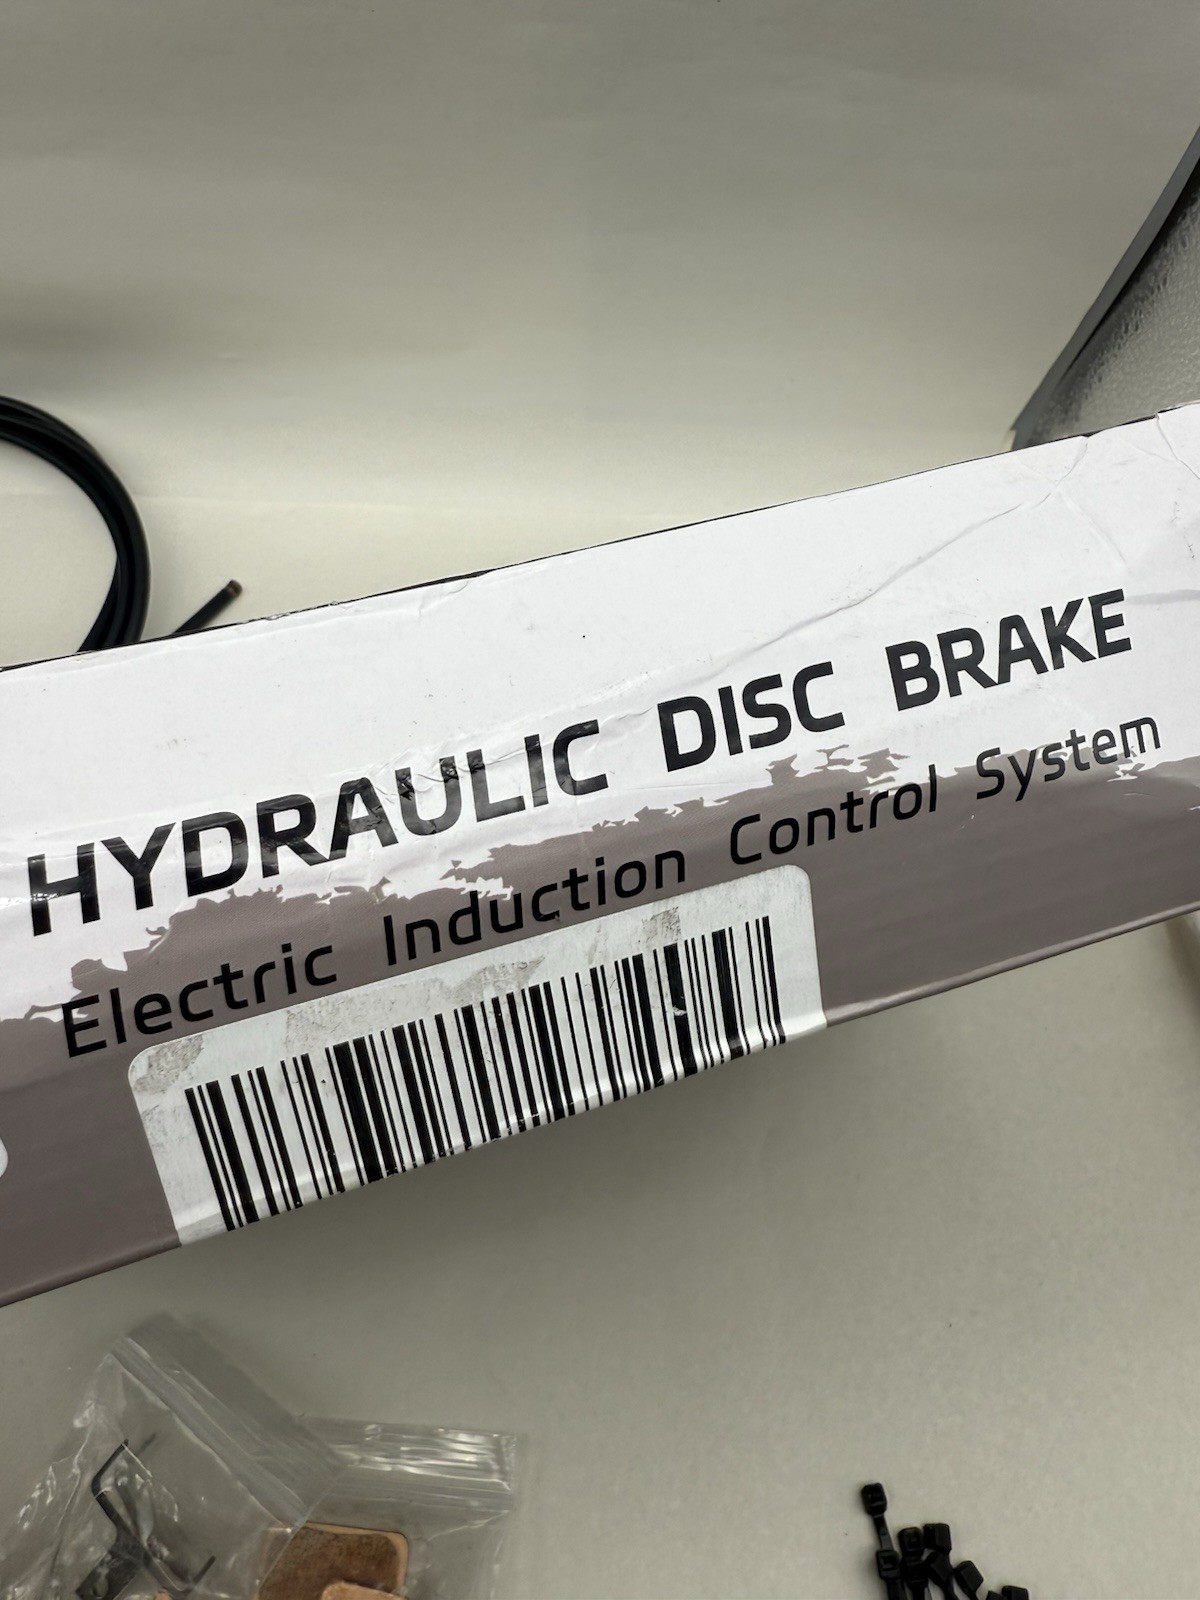 HYDRAULIC DISC BRAKE
Electric Induction Control System